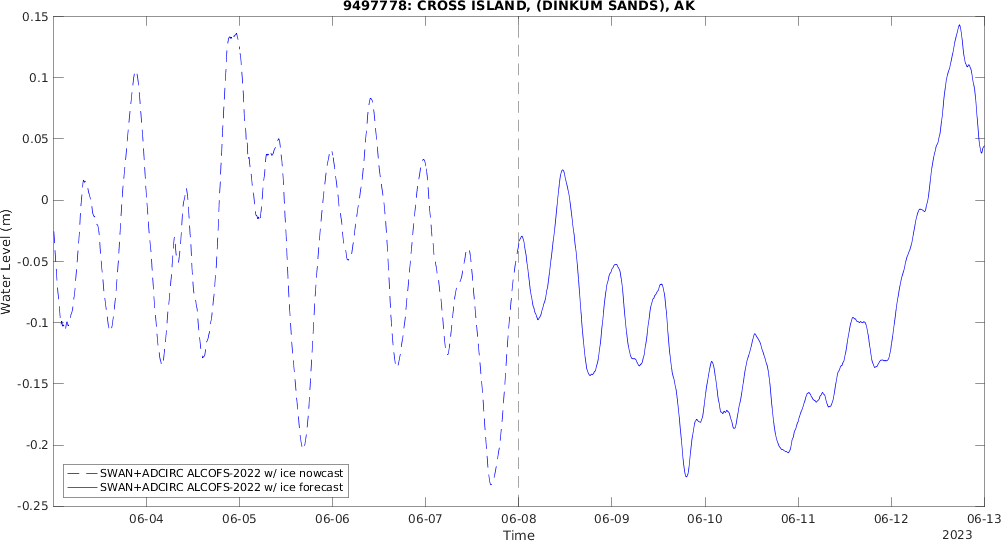 9497778: CROSS ISLAND, (DINKUM SANDS), AK
0.15
0.1
0.05
0
-0.05
-0.1
-0.15
-0.2
-0.25
Water Level (m)
SWAN+ADCIRC ALCOFS-2022 w/ ice nowcast
SWAN+ADCIRC ALCOFS-2022 w/ ice forecast
06-04 06-05 06-06 06-07 06-08 06-09 06-10 06-11 06-12 06-13
Time
2023